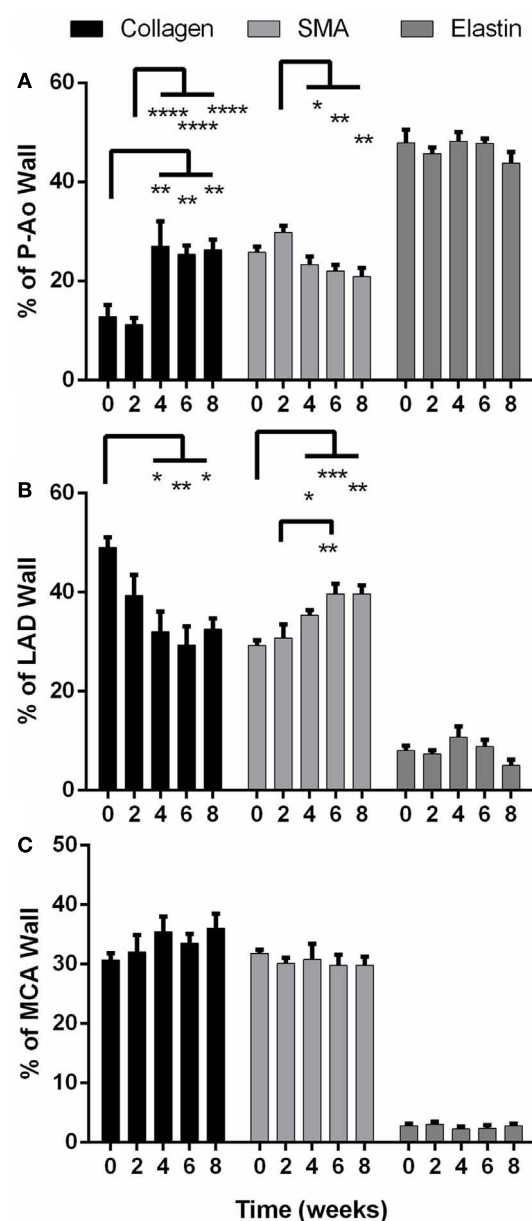 Collagen SMA Elastin
A
% of P-Ao Wall
60
40
20
0
**** **** ****
** ** **
* ** **
0 2 4 6 8 0 2 4 6 8 0 2 4 6 8
B
% of LAD Wall
60
40
20
0
* ** *
* *** **
**
0 2 4 6 8 0 2 4 6 8 0 2 4 6 8
C
% of MCA Wall
50
40
30
20
10
0
0 2 4 6 8 0 2 4 6 8 0 2 4 6 8
Time (weeks)